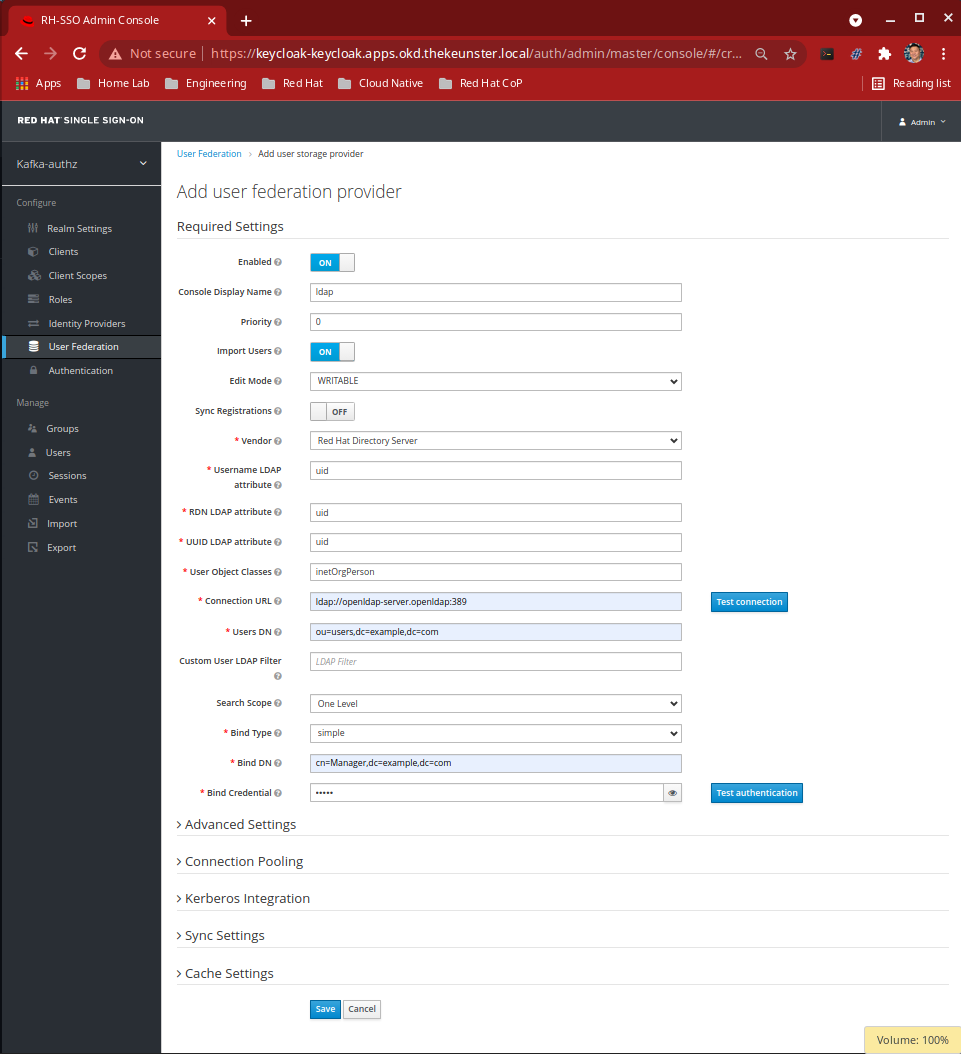 RH-SSO Admin Console
Not secure https://keycloak-keycloak.apps.okd.thekeunster.local/auth/admin/master/console/#/cr...
Apps Home Lab Engineering Red Hat Cloud Native Red Hat CoP Reading list
RED HAT SINGLE SIGN-ON
Admin
Kafka-authz
Configure
Realm Settings
Clients
Client Scopes
Roles
Identity Providers
User Federation
Authentication
Manage
Groups
Users
Sessions
Events
Import
Export
User Federation > Add user storage provider
Add user federation provider
Required Settings
Enabled ON
Console Display Name ldap
Priority 0
Import Users ON
Edit Mode WRITABLE
Sync Registrations OFF
* Vendor Red Hat Directory Server
* Username LDAP
attribute uid
* RDN LDAP attribute uid
* UUID LDAP attribute uid
* User Object Classes inetOrgPerson
* Connection URL ldap://openldap-server.openldap:389 Test connection
* Users DN ou=users,dc=example,dc=com
Custom User LDAP Filter LDAP Filter
Search Scope One Level
* Bind Type simple
* Bind DN cn=Manager,dc=example,dc=com
* Bind Credential ••••• Test authentication
> Advanced Settings
> Connection Pooling
> Kerberos Integration
> Sync Settings
> Cache Settings
Save Cancel
Volume: 100%